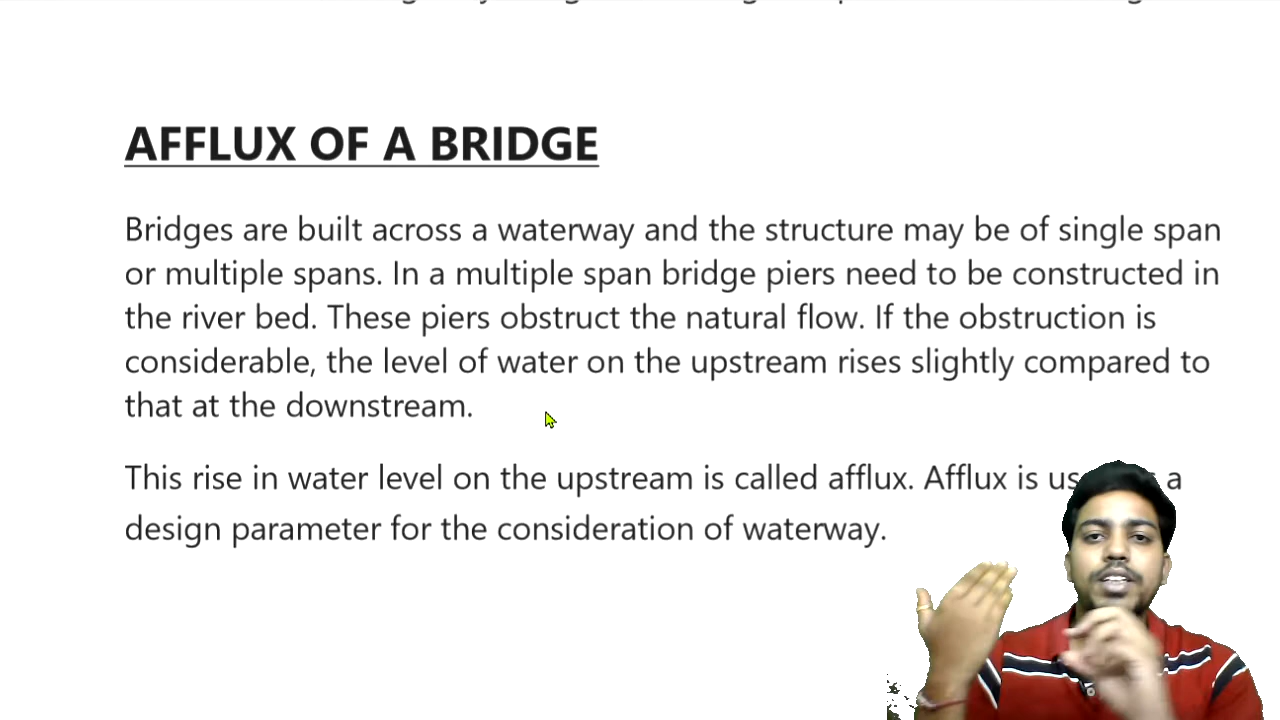 AFFLUX OF A BRIDGE
Bridges are built across a waterway and the structure may be of single span
or multiple spans. In a multiple span bridge piers need to be constructed in
the river bed. These piers obstruct the natural flow. If the obstruction is
considerable, the level of water on the upstream rises slightly compared to
that at the downstream.
This rise in water level on the upstream is called afflux. Afflux is a
design parameter for the consideration of waterway.